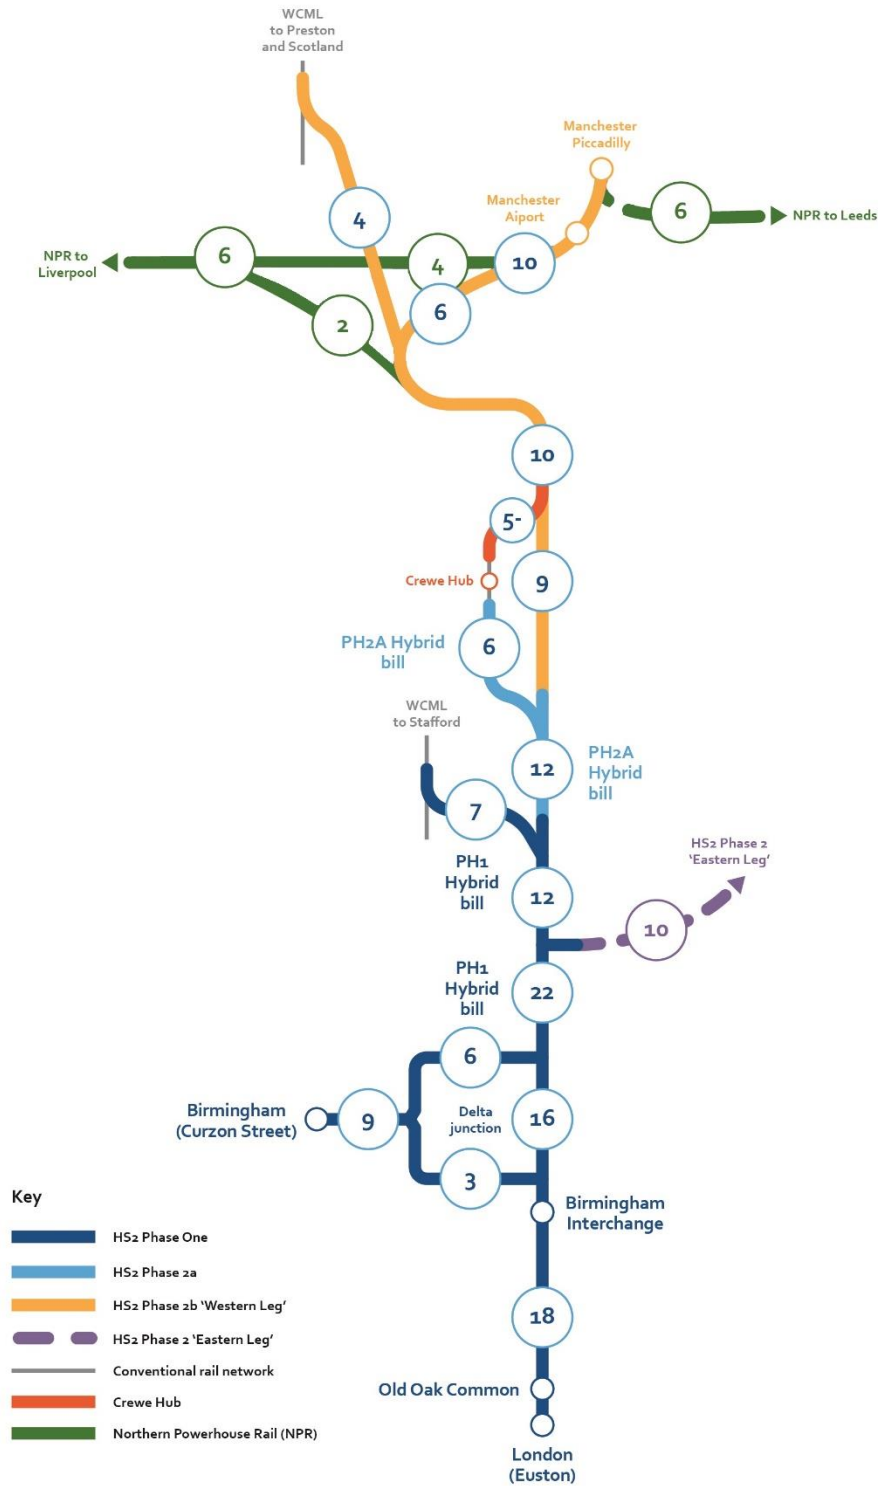 WCML
to Preston
and Scotland
Manchester
Piccadilly
Manchester
Aiport
4
6
NPR to Leeds
NPR to
Liverpool
6
4
10
6
2
10
5-
Crewe Hub
9
PH2A Hybrid
bill
6
WCML
to Stafford
12
PH2A
Hybrid
bill
7
PH1
Hybrid
bill
12
HS2 Phase 2
‘Eastern Leg’
10
PH1
Hybrid
bill
22
6
Birmingham
(Curzon Street)
9
Delta
junction
16
3
Birmingham
Interchange
18
Old Oak Common
London
(Euston)
Key
HS2 Phase One
HS2 Phase 2a
HS2 Phase 2b ‘Western Leg’
HS2 Phase 2 ‘Eastern Leg’
Conventional rail network
Crewe Hub
Northern Powerhouse Rail (NPR)